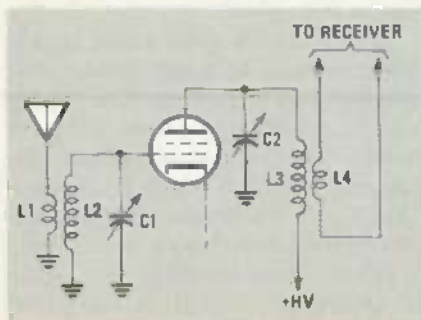 TO RECEIVER
C2
L3
L4
L1
L2
C1
+HV